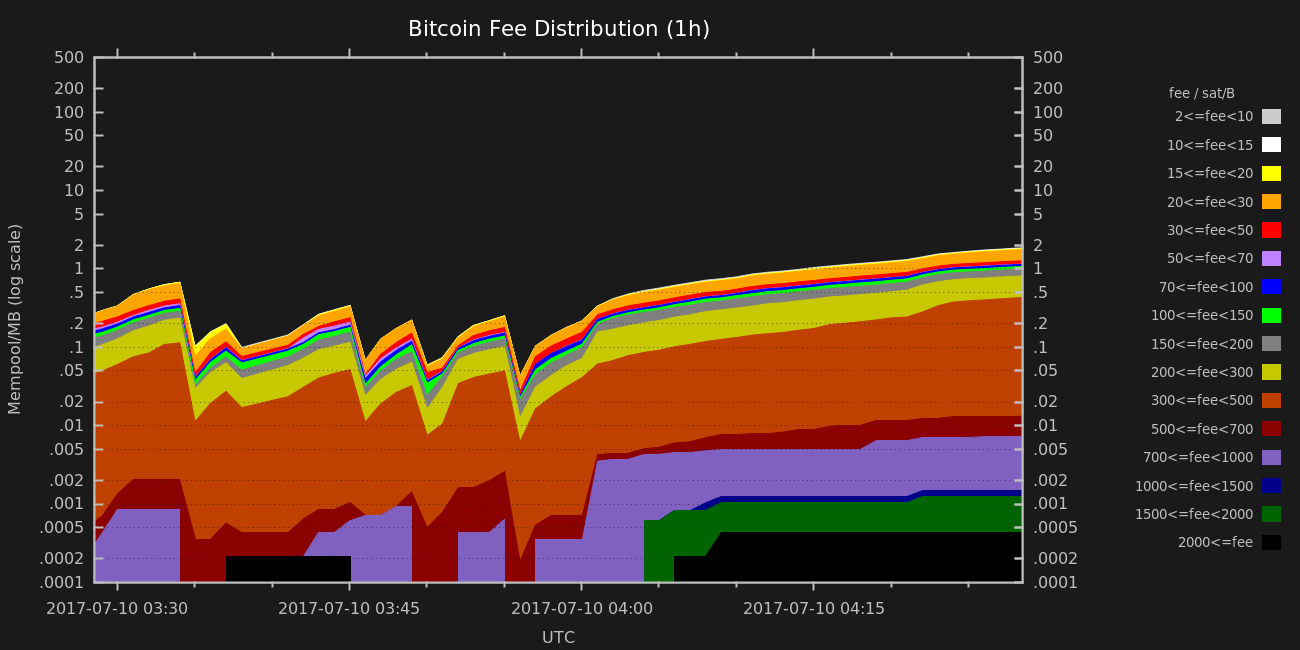 Bitcoin Fee Distribution (1h)
500
200
100
50
20
10
5
2
1
.5
.2
.1
.05
.02
.01
.005
.002
.001
.0005
.0002
.0001
Mempool/MB (log scale)
500
200
100
50
20
10
5
2
1
.5
.2
.1
.05
.02
.01
.005
.002
.001
.0005
.0002
.0001
2017-07-10 03:30 2017-07-10 03:45 2017-07-10 04:00 2017-07-10 04:15
UTC
fee / sat/B
2<=fee<10
10<=fee<15
15<=fee<20
20<=fee<30
30<=fee<50
50<=fee<70
70<=fee<100
100<=fee<150
150<=fee<200
200<=fee<300
300<=fee<500
500<=fee<700
700<=fee<1000
1000<=fee<1500
1500<=fee<2000
2000<=fee